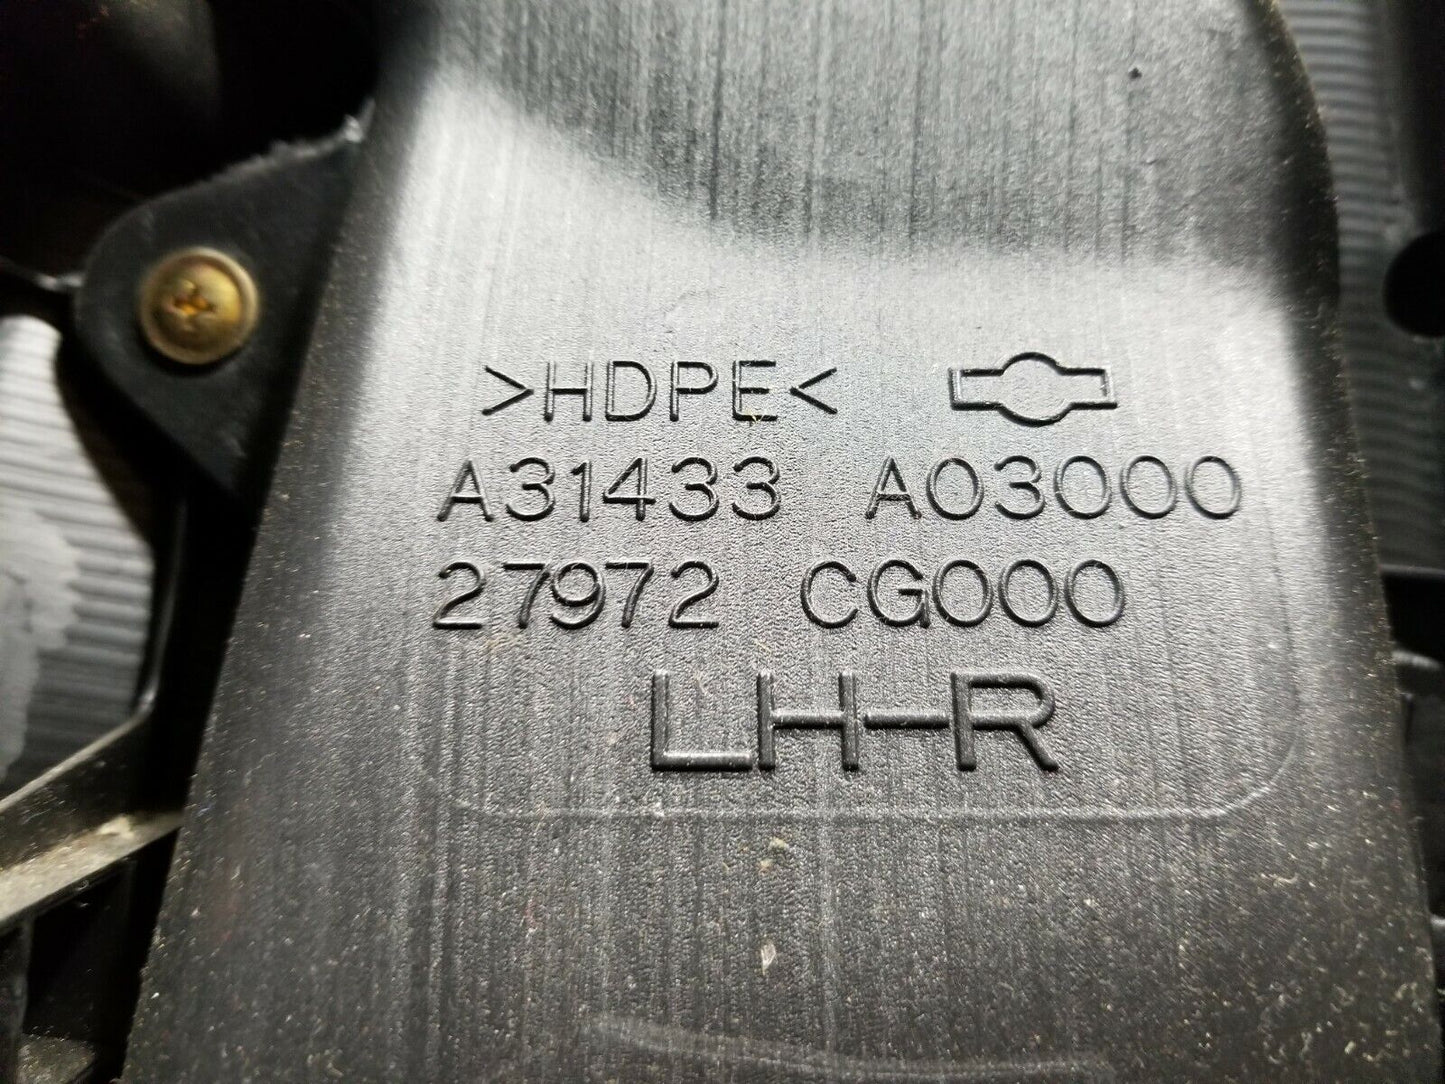 >HDPE<
A31433 A03000
27972 CG000
LH-R